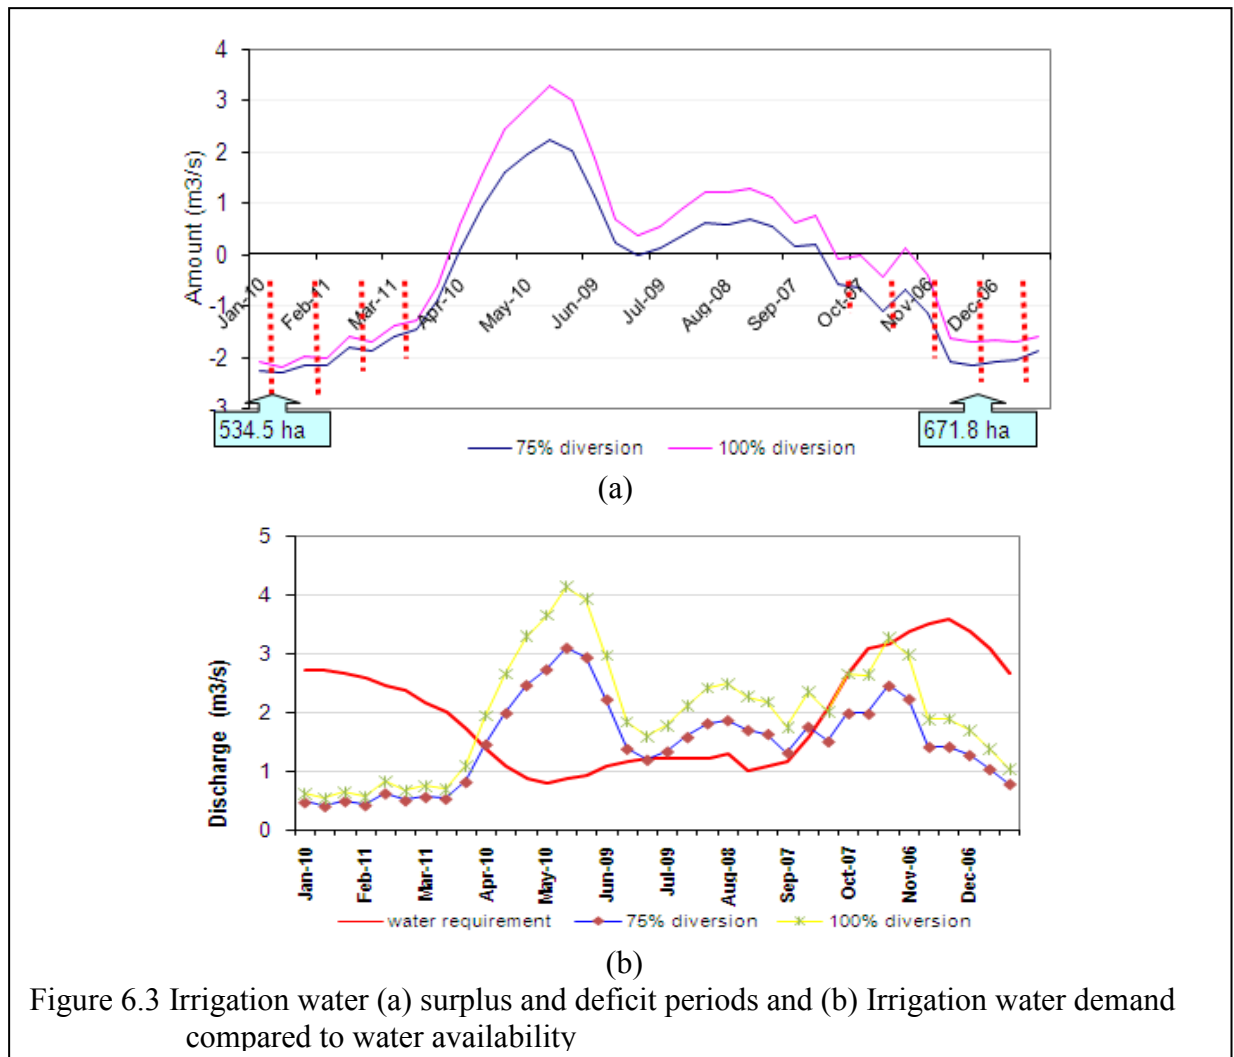 4
3
2
1
0
-1
-2
-3
Amount (m3/s)
Jan-10
Feb-11
Mar-11
Apr-10
May-10
Jun-09
Jul-09
Aug-08
Sep-07
Oct-07
Nov-06
Dec-06
534.5 ha
671.8 ha
75% diversion
100% diversion
(a)
5
4
3
2
1
0
Discharge (m3/s)
Jan-10
Feb-11
Mar-11
Apr-10
May-10
Jun-09
Jul-09
Aug-08
Sep-07
Oct-07
Nov-06
Dec-06
water requirement
75% diversion
100% diversion
(b)
Figure 6.3 Irrigation water (a) surplus and deficit periods and (b) Irrigation water demand
compared to water availability